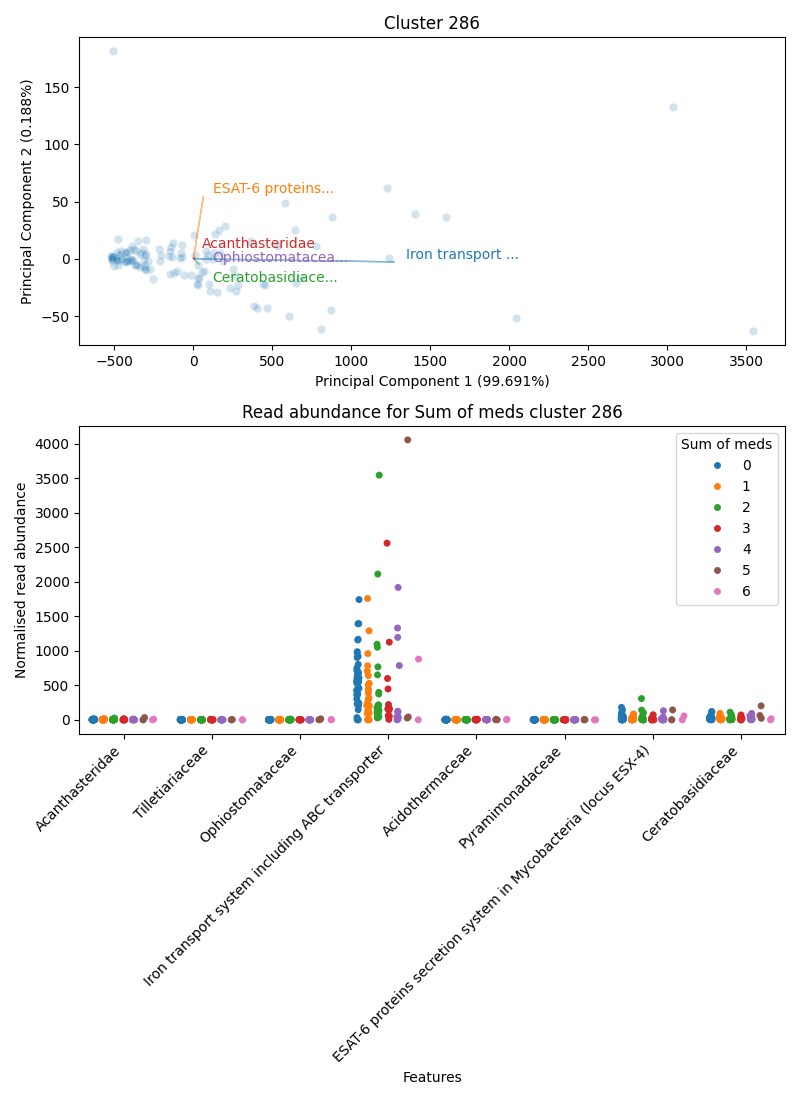 Cluster 286
Principal Component 2 (0.188%)
150
100
50
0
−50
ESAT-6 proteins...
Acanthasteridae
Ophiostomatacea...
Iron transport ...
Ceratobasidiace...
−500
0
500
1000
1500
2000
2500
3000
3500
Principal Component 1 (99.691%)
Read abundance for Sum of meds cluster 286
Normalised read abundance
4000
3500
3000
2500
2000
1500
1000
500
0
Sum of meds
0
1
2
3
4
5
6
Acanthasteridae
Tilletiariaceae
Ophiostomataceae
Iron transport system including ABC transporter
Acidothermaceae
Pyramimonadaceae
ESAT-6 proteins secretion system in Mycobacteria (locus ESX-4)
Ceratobasidiaceae
Features